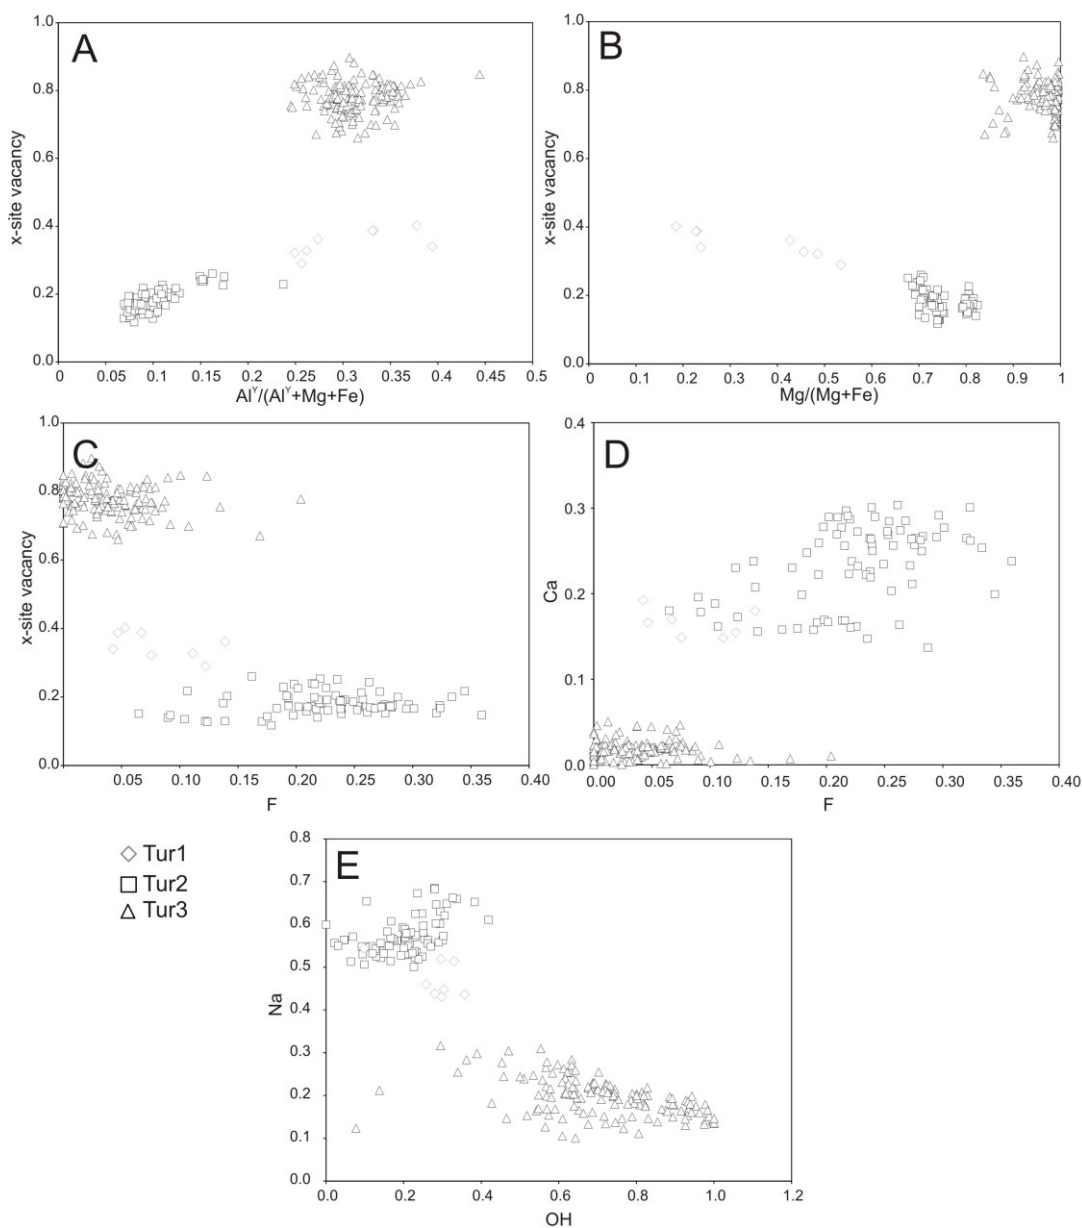 A
x-site vacancy
1.0
0.8
0.6
0.4
0.2
0.0
0 0.05 0.1 0.15 0.2 0.25 0.3 0.35 0.4 0.45 0.5
Alʸ/(Alʸ+Mg+Fe)
B
x-site vacancy
1.0
0.8
0.6
0.4
0.2
0.0
0 0.1 0.2 0.3 0.4 0.5 0.6 0.7 0.8 0.9 1
Mg/(Mg+Fe)
C
x-site vacancy
1.0
0.8
0.6
0.4
0.2
0.0
0.05 0.10 0.15 0.20 0.25 0.30 0.35 0.40
F
D
Ca
0.4
0.3
0.2
0.1
0.0
0.00 0.05 0.10 0.15 0.20 0.25 0.30 0.35 0.40
F
Tur1
Tur2
Tur3
E
Na
0.8
0.7
0.6
0.5
0.4
0.3
0.2
0.1
0.0
0.0 0.2 0.4 0.6 0.8 1.0 1.2
OH